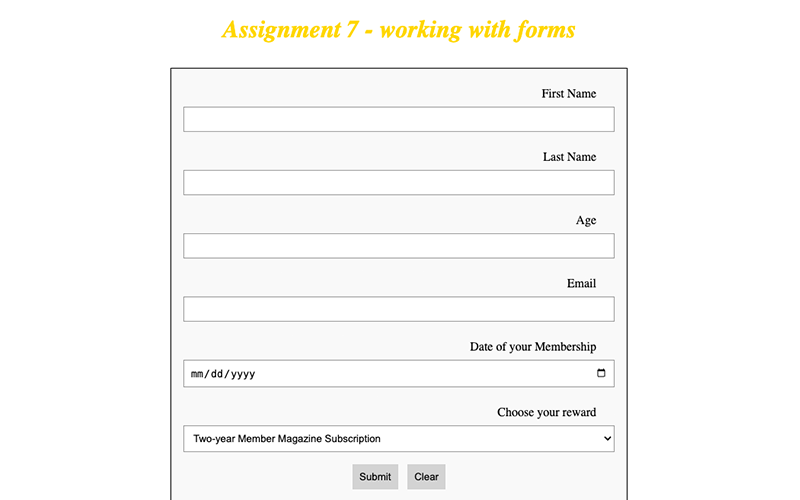 Assignment 7 - working with forms
First Name
Last Name
Age
Email
Date of your Membership
mm/dd/yyyy
Choose your reward
Two-year Member Magazine Subscription
Submit Clear